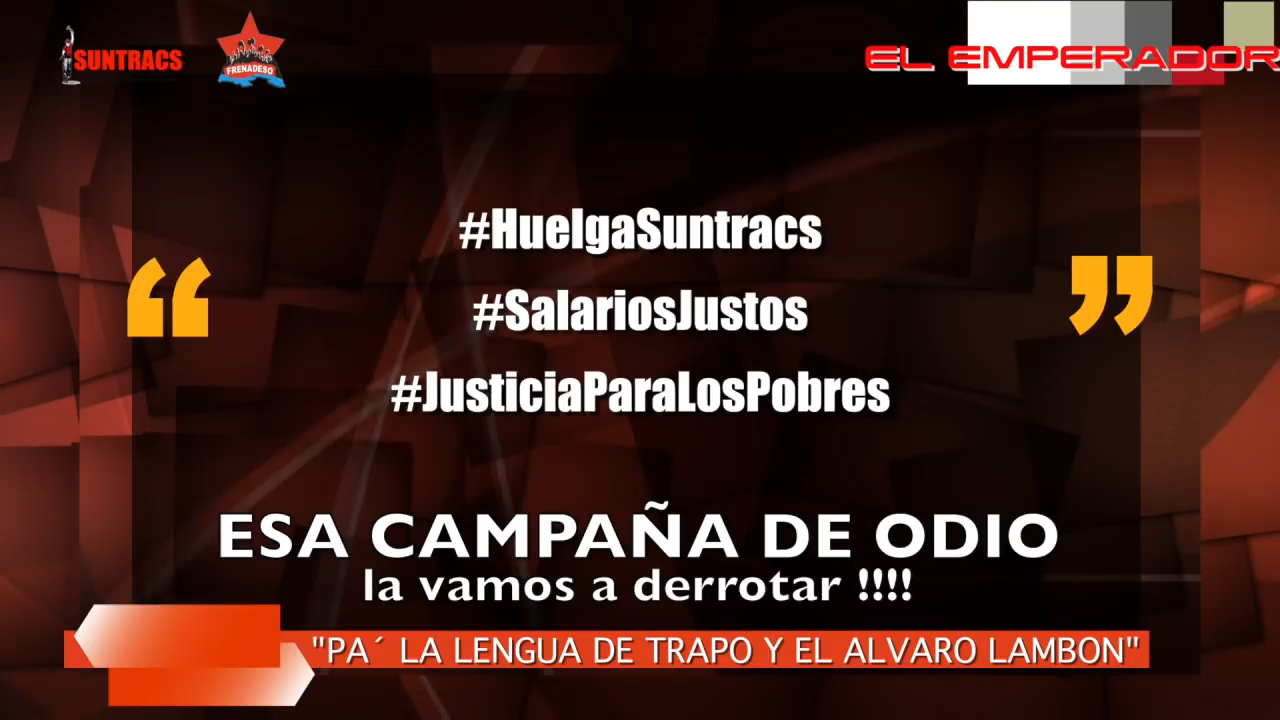 SUNTRACS
FRENADESO
EL EMPERADOR
#HuelgaSuntracs
“ ”
#SalariosJustos
#JusticiaParaLosPobres
ESA CAMPAÑA DE ODIO
la vamos a derrotar !!!!
"PA´ LA LENGUA DE TRAPO Y EL ALVARO LAMBON"